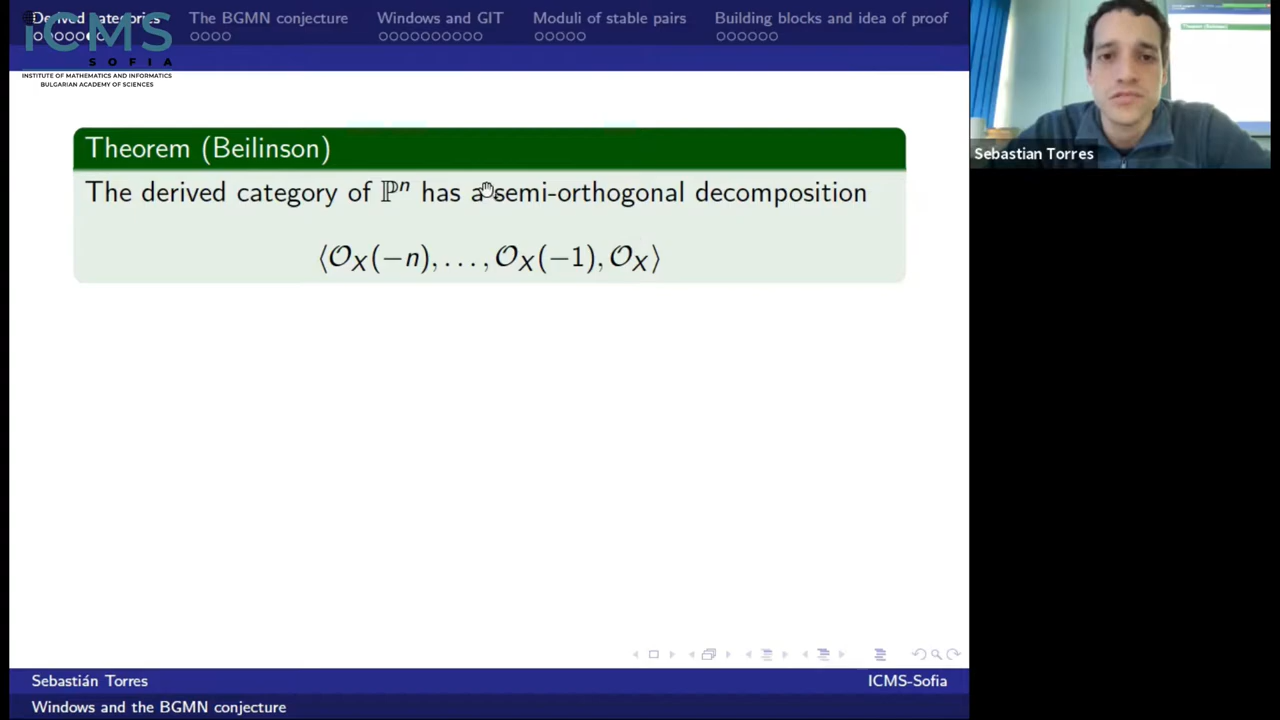 Derived categories
The BGMN conjecture
Windows and GIT
Moduli of stable pairs
Building blocks and idea of proof
ICMS
SOFIA
INSTITUTE OF MATHEMATICS AND INFORMATICS
BULGARIAN ACADEMY OF SCIENCES
Theorem (Beilinson)
The derived category of ℙⁿ has a semi-orthogonal decomposition
⟨𝒪_X(−n), . . . , 𝒪_X(−1), 𝒪_X⟩
Sebastian Torres
Sebastián Torres
ICMS-Sofia
Windows and the BGMN conjecture